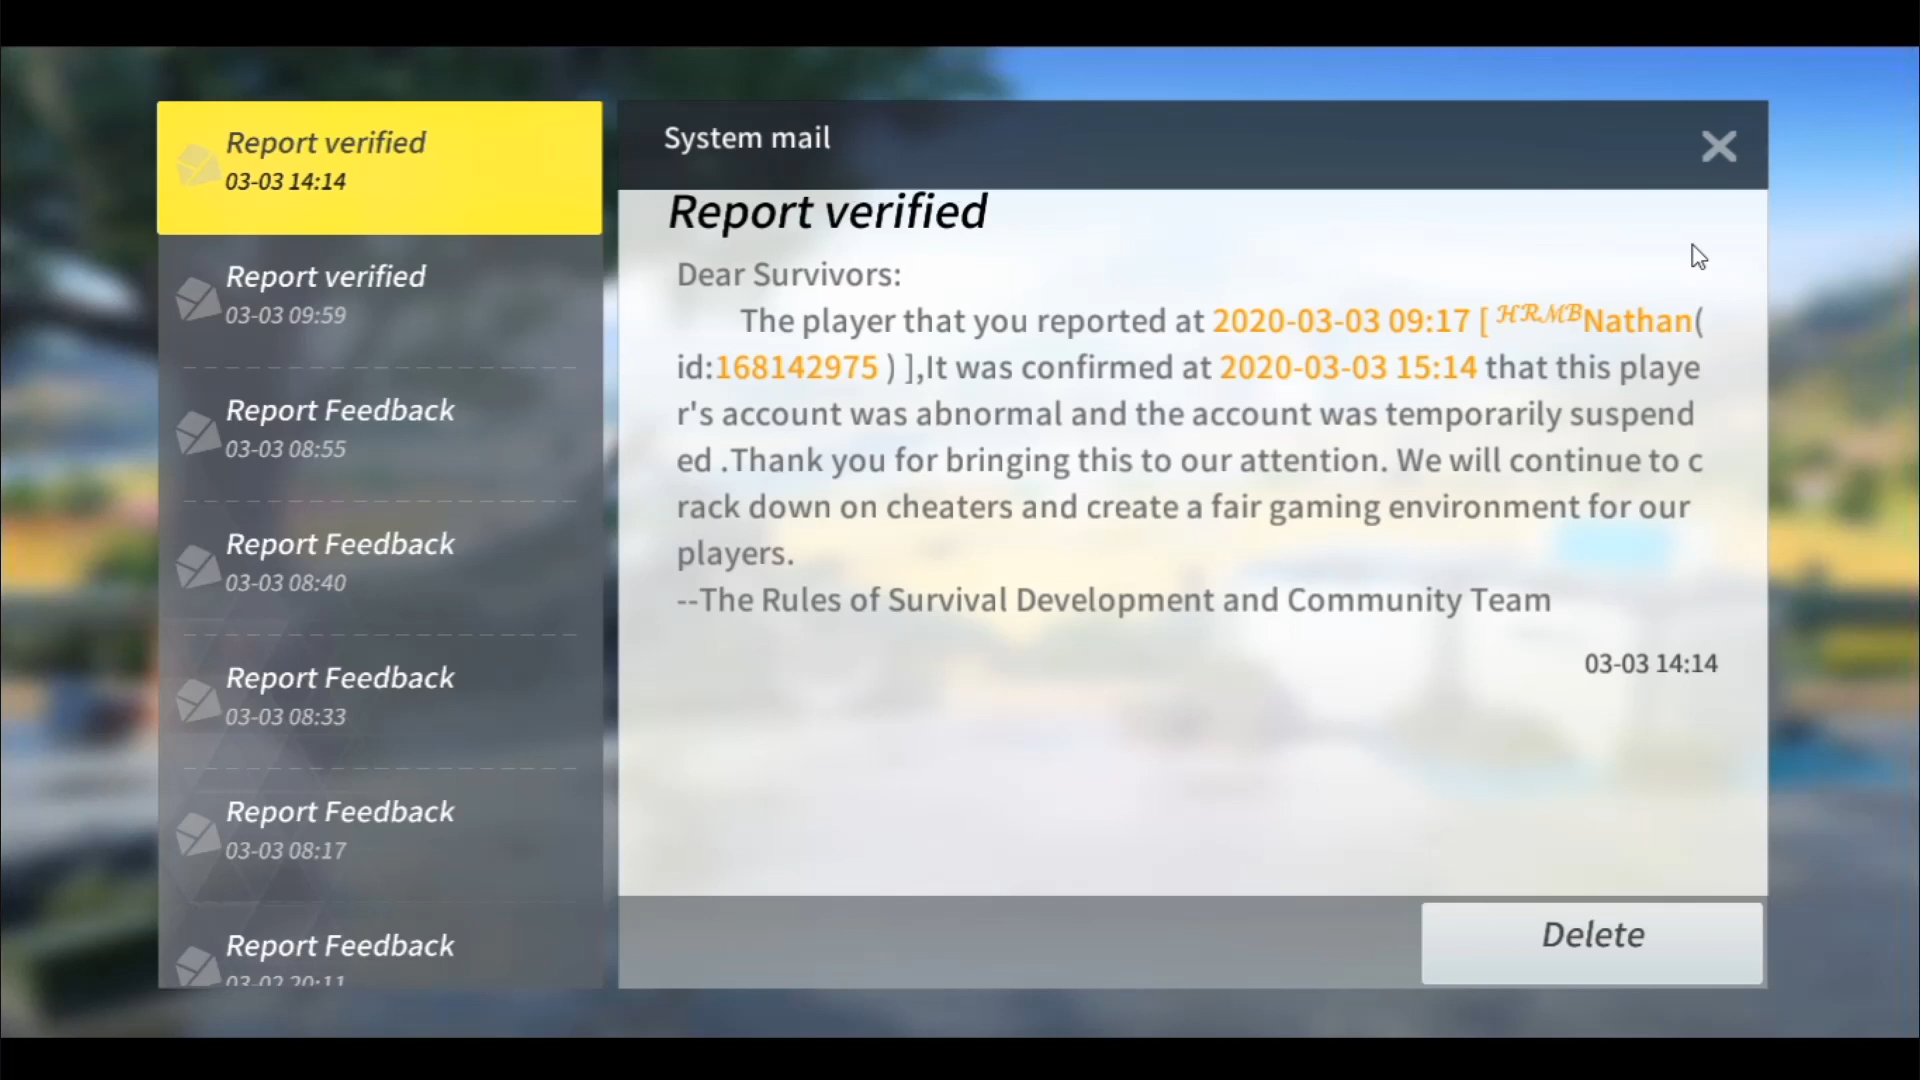 Report verified
03-03 14:14
Report verified
03-03 09:59
Report Feedback
03-03 08:55
Report Feedback
03-03 08:40
Report Feedback
03-03 08:33
Report Feedback
03-03 08:17
Report Feedback
03-02 20:11
System mail
Report verified
Dear Survivors:
The player that you reported at 2020-03-03 09:17 [ ᴴᴿᴹᴮNathan(
id:168142975 ) ],It was confirmed at 2020-03-03 15:14 that this playe
r's account was abnormal and the account was temporarily suspend
ed .Thank you for bringing this to our attention. We will continue to c
rack down on cheaters and create a fair gaming environment for our
players.
--The Rules of Survival Development and Community Team
03-03 14:14
Delete